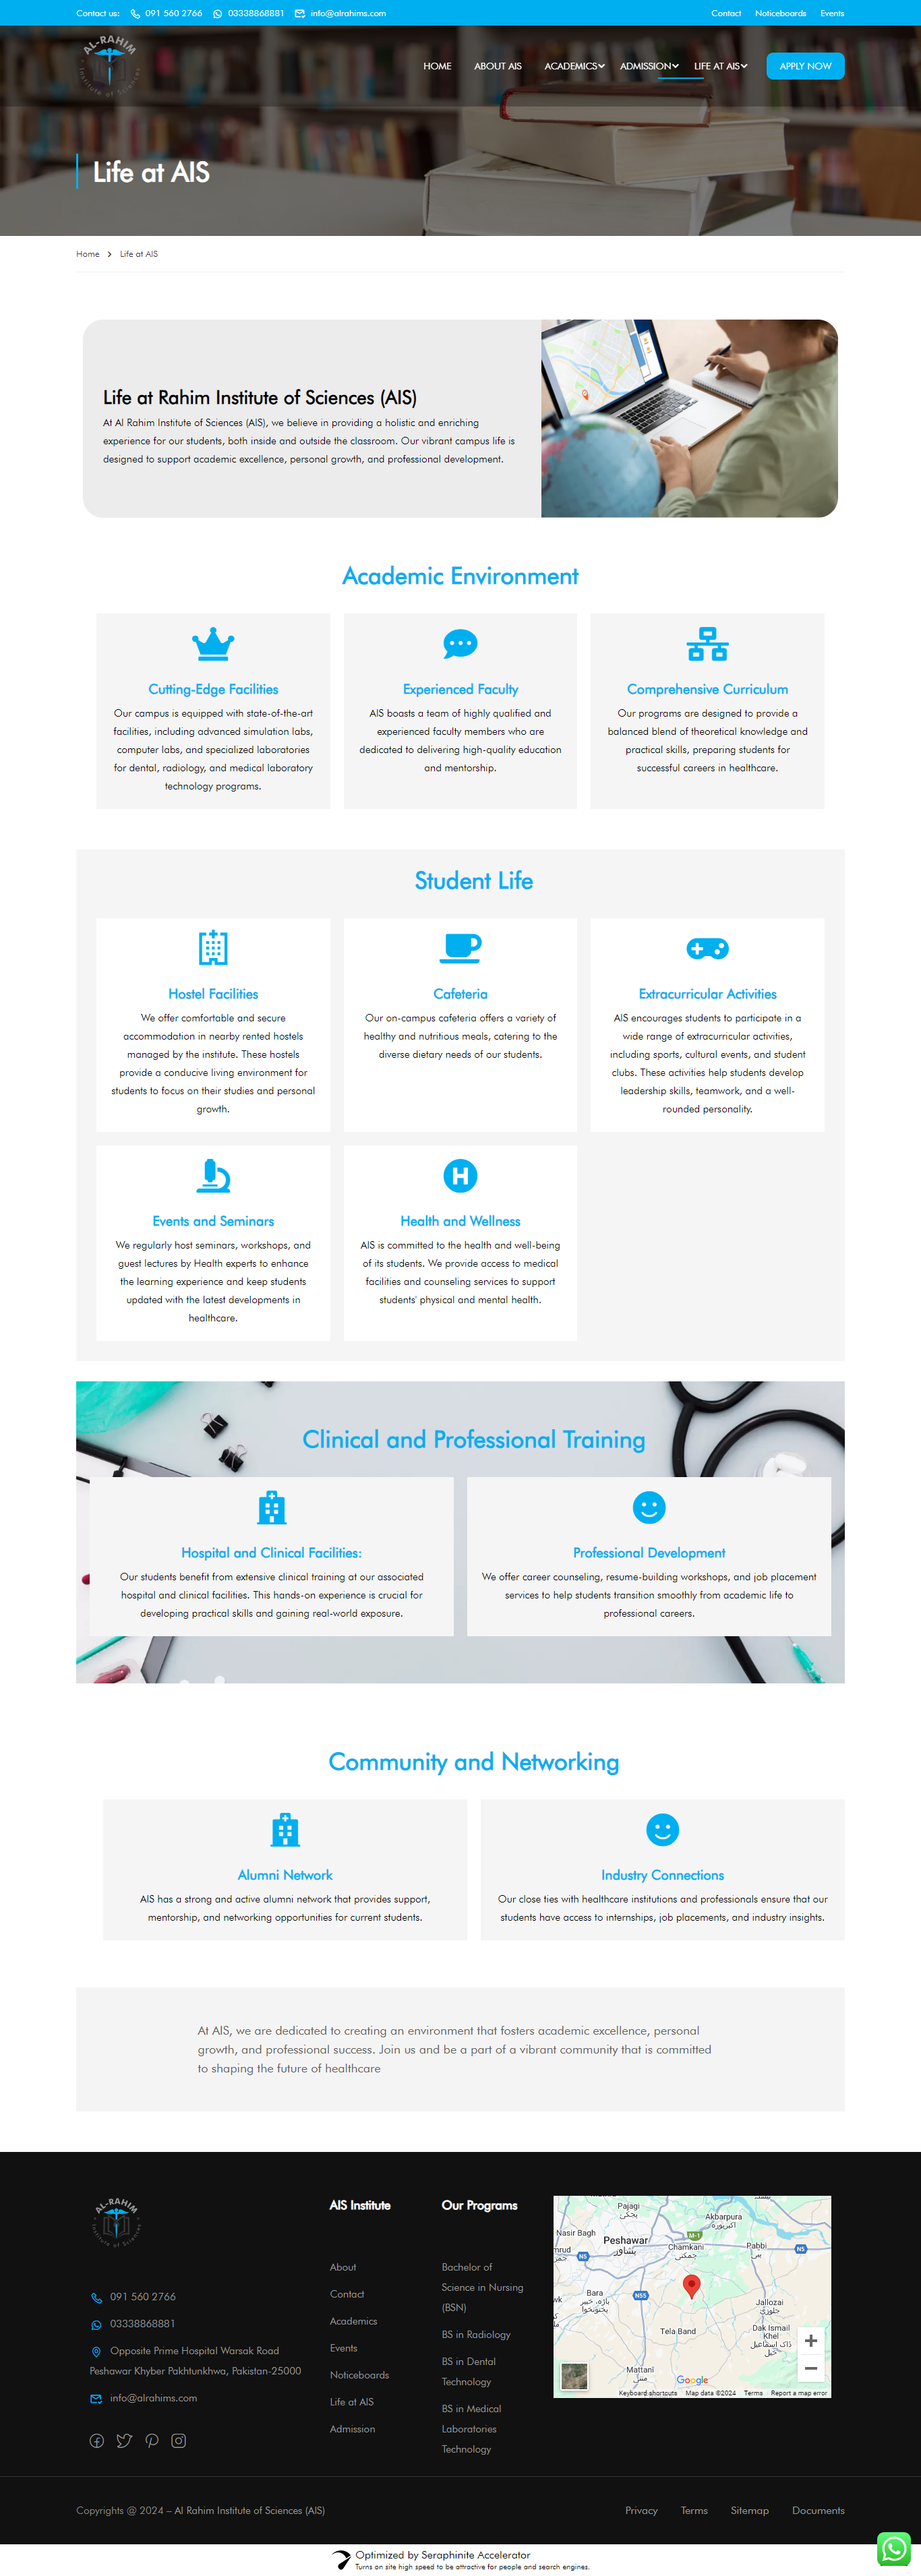 Contact us: 091 560 2766 03338868881 info@alrahims.com Contact Noticeboards Events
AL-RAHIM
Institute of Sciences
HOME ABOUT AIS ACADEMICS ADMISSION LIFE AT AIS APPLY NOW
Life at AIS
Home Life at AIS
Life at Rahim Institute of Sciences (AIS)
At Al Rahim Institute of Sciences (AIS), we believe in providing a holistic and enriching
experience for our students, both inside and outside the classroom. Our vibrant campus life is
designed to support academic excellence, personal growth, and professional development.
Academic Environment
Cutting-Edge Facilities
Our campus is equipped with state-of-the-art
facilities, including advanced simulation labs,
computer labs, and specialized laboratories
for dental, radiology, and medical laboratory
technology programs.
Experienced Faculty
AIS boasts a team of highly qualified and
experienced faculty members who are
dedicated to delivering high-quality education
and mentorship.
Comprehensive Curriculum
Our programs are designed to provide a
balanced blend of theoretical knowledge and
practical skills, preparing students for
successful careers in healthcare.
Student Life
Hostel Facilities
We offer comfortable and secure
accommodation in nearby rented hostels
managed by the institute. These hostels
provide a conducive living environment for
students to focus on their studies and personal
growth.
Cafeteria
Our on-campus cafeteria offers a variety of
healthy and nutritious meals, catering to the
diverse dietary needs of our students.
Extracurricular Activities
AIS encourages students to participate in a
wide range of extracurricular activities,
including sports, cultural events, and student
clubs. These activities help students develop
leadership skills, teamwork, and a well-
rounded personality.
Events and Seminars
We regularly host seminars, workshops, and
guest lectures by Health experts to enhance
the learning experience and keep students
updated with the latest developments in
healthcare.
H
Health and Wellness
AIS is committed to the health and well-being
of its students. We provide access to medical
facilities and counseling services to support
students' physical and mental health.
Clinical and Professional Training
Hospital and Clinical Facilities:
Our students benefit from extensive clinical training at our associated
hospital and clinical facilities. This hands-on experience is crucial for
developing practical skills and gaining real-world exposure.
Professional Development
We offer career counseling, resume-building workshops, and job placement
services to help students transition smoothly from academic life to
professional careers.
Community and Networking
Alumni Network
AIS has a strong and active alumni network that provides support,
mentorship, and networking opportunities for current students.
Industry Connections
Our close ties with healthcare institutions and professionals ensure that our
students have access to internships, job placements, and industry insights.
At AIS, we are dedicated to creating an environment that fosters academic excellence, personal
growth, and professional success. Join us and be a part of a vibrant community that is committed
to shaping the future of healthcare
AL-RAHIM
Institute of Sciences
091 560 2766
03338868881
Opposite Prime Hospital Warsak Road
Peshawar Khyber Pakhtunkhwa, Pakistan-25000
info@alrahims.com
AIS Institute
About
Contact
Academics
Events
Noticeboards
Life at AIS
Admission
Our Programs
Bachelor of
Science in Nursing
(BSN)
BS in Radiology
BS in Dental
Technology
BS in Medical
Laboratories
Technology
Pajagi
پجگی
Akbarpura
اکبرپورہ
Nasir Bagh
M-1
Peshawar
پشاور
Chamkani
چمکنی
Pabbi
پبی
N5
N5
Bara
باڑہ، خیبر
پختونخوا
N55
Jallozai
جلوزی
Tela Band
Dak Ismail
Khel
ڈاک اسماعیل
خیل
Mattani
متنی
Google
Keyboard shortcuts Map data ©2024 Terms Report a map error
Copyrights @ 2024 – Al Rahim Institute of Sciences (AIS)
Privacy Terms Sitemap Documents
Optimized by Seraphinite Accelerator
Turns on site high speed to be attractive for people and search engines.